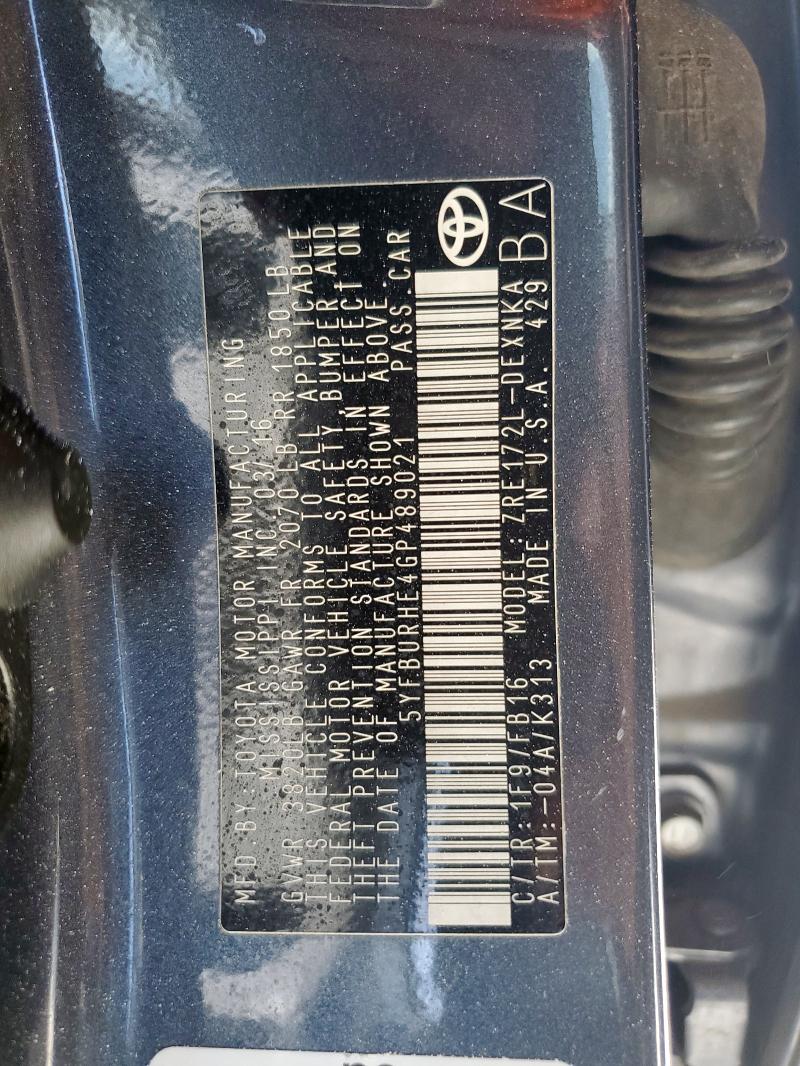 MFD.BY:TOYOTA MOTOR MANUFACTURING
MISSISSIPPI,INC.03/16
GVWR 3820LB GAWR FR 2070LB RR 1850LB
THIS VEHICLE CONFORMS TO ALL APPLICABLE
FEDERAL MOTOR VEHICLE SAFETY, BUMPER AND
THEFT PREVENTION STANDARDS IN EFFECT ON
THE DATE OF MANUFACTURE SHOWN ABOVE.
5YFBURHE4GP489021 PASS.CAR
C/TR:1F9/FB16 MODEL:ZRE172L-DEXNKA
A/TM:-04A/K313 MADE IN U.S.A. 429
BA